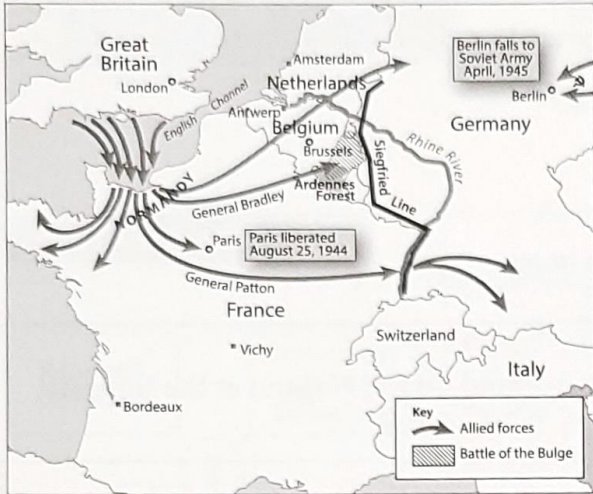 Great
Britain
London
English Channel
Amsterdam
Netherlands
Antwerp
Belgium
Brussels
Ardennes
Forest
Siegfried
Line
Rhine River
Berlin falls to
Soviet Army
April, 1945
Berlin
Germany
NORMANDY
General Bradley
Paris
Paris liberated
August 25, 1944
General Patton
France
Vichy
Bordeaux
Switzerland
Italy
Key
Allied forces
Battle of the Bulge